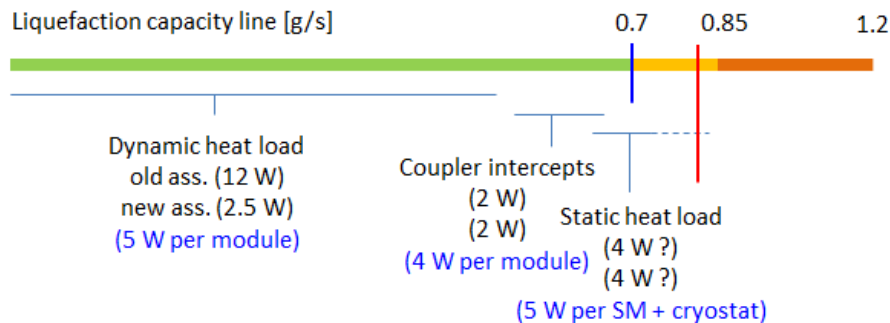 Liquefaction capacity line [g/s]
0.7
0.85
1.2
Dynamic heat load
old ass. (12 W)
new ass. (2.5 W)
(5 W per module)
Coupler intercepts
(2 W)
(2 W)
(4 W per module)
Static heat load
(4 W ?)
(4 W ?)
(5 W per SM + cryostat)